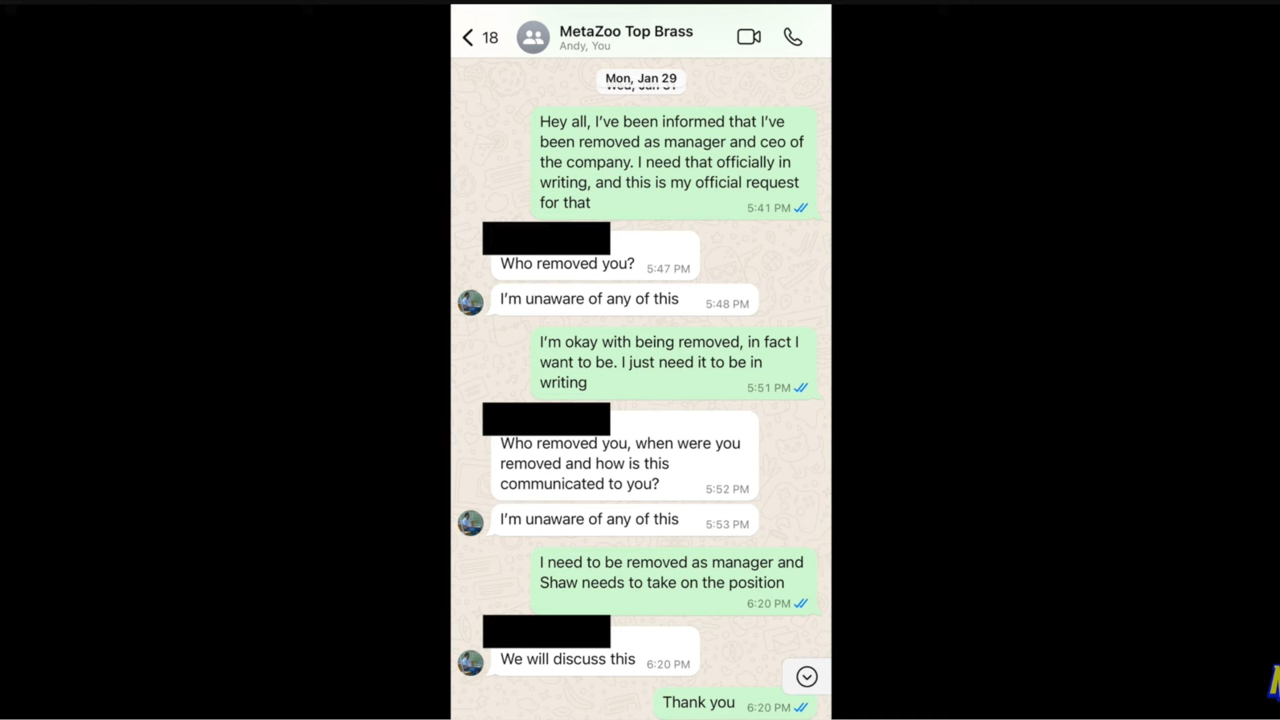 18
MetaZoo Top Brass
Andy, You
Mon, Jan 29
Hey all, I've been informed that I've
been removed as manager and ceo of
the company. I need that officially in
writing, and this is my official request
for that
5:41 PM
Who removed you?
5:47 PM
I'm unaware of any of this
5:48 PM
I'm okay with being removed, in fact I
want to be. I just need it to be in
writing
5:51 PM
Who removed you, when were you
removed and how is this
communicated to you?
5:52 PM
I'm unaware of any of this
5:53 PM
I need to be removed as manager and
Shaw needs to take on the position
6:20 PM
We will discuss this
6:20 PM
Thank you
6:20 PM